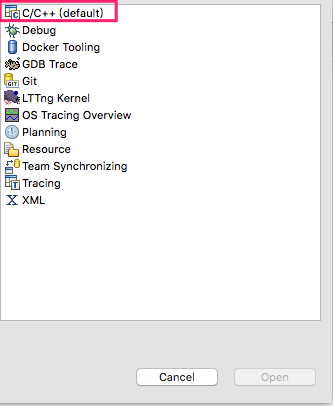 C/C++ (default)
Debug
Docker Tooling
GDB Trace
Git
LTTng Kernel
OS Tracing Overview
Planning
Resource
Team Synchronizing
Tracing
XML
Cancel
Open